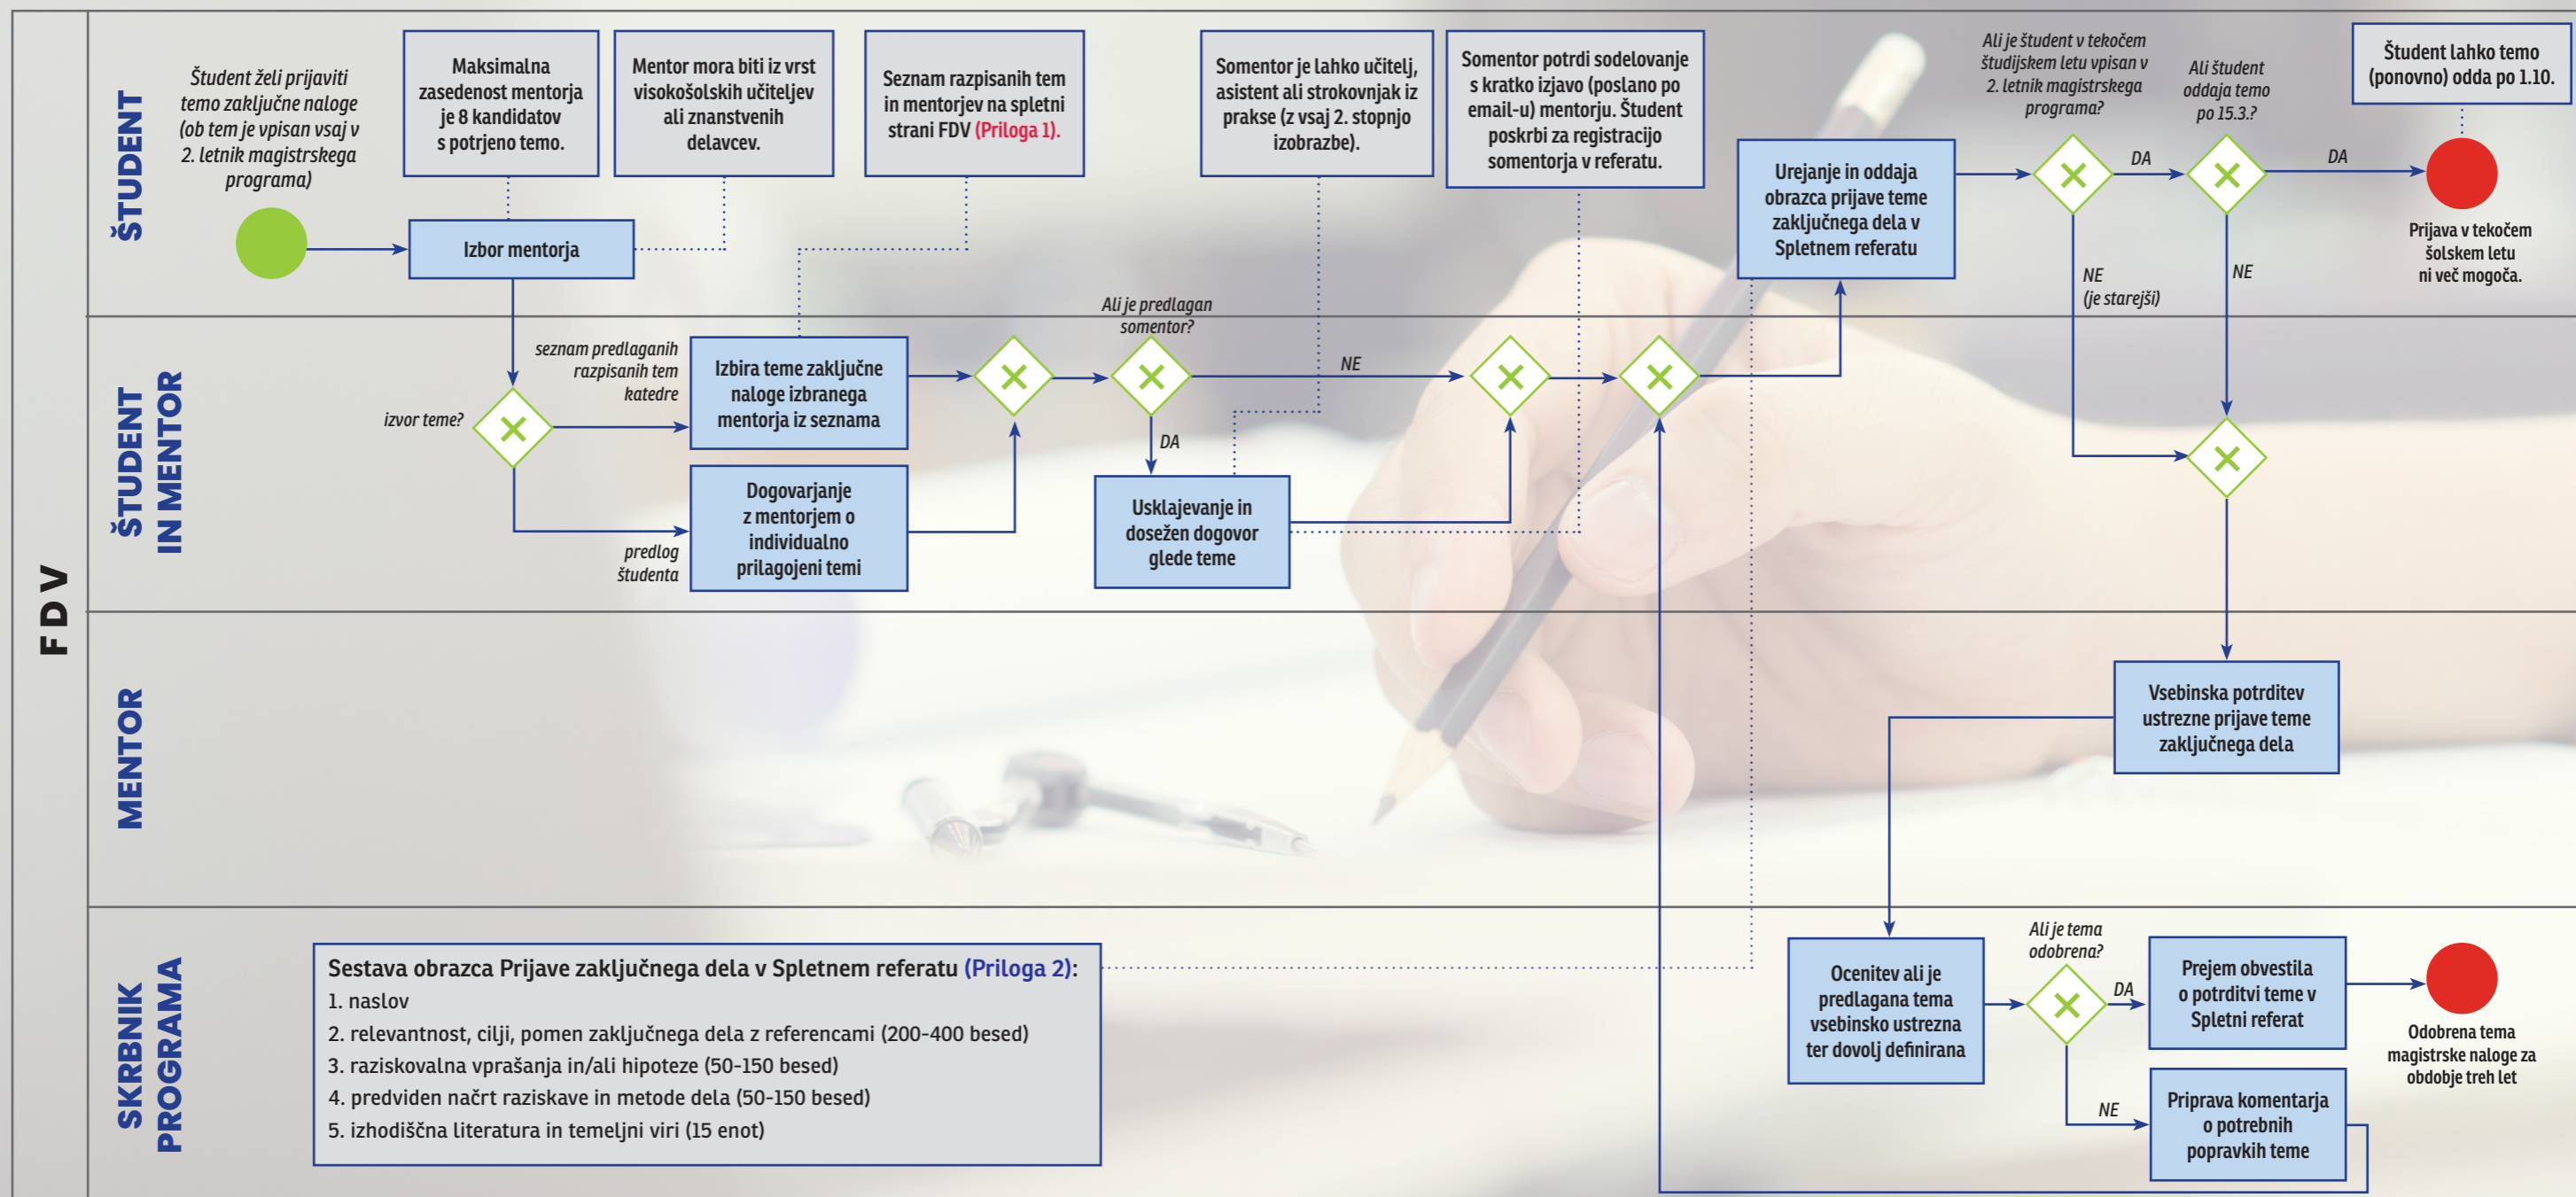 FDV
ŠTUDENT
Študent želi prijaviti
temo zaključne naloge
(ob tem je vpisan vsaj v
2. letnik magistrskega
programa)
Maksimalna
zasedenost mentorja
je 8 kandidatov
s potrjeno temo.
Mentor mora biti iz vrst
visokošolskih učiteljev
ali znanstvenih
delavcev.
Seznam razpisanih tem
in mentorjev na spletni
strani FDV (Priloga 1).
Somentor je lahko učitelj,
asistent ali strokovnjak iz
prakse (z vsaj 2. stopnjo
izobrazbe).
Somentor potrdi sodelovanje
s kratko izjavo (poslano po
email-u) mentorju. Študent
poskrbi za registracijo
somentorja v referatu.
Izbor mentorja
Urejanje in oddaja
obrazca prijave teme
zaključnega dela v
Spletnem referatu
Ali je študent v tekočem
študijskem letu vpisan v
2. letnik magistrskega
programa?
DA
Ali študent
oddaja temo
po 15.3.?
DA
Študent lahko temo
(ponovno) odda po 1.10.
Prijava v tekočem
šolskem letu
ni več mogoča.
NE
(je starejši)
NE
ŠTUDENT
IN MENTOR
izvor teme?
seznam predlaganih
razpisanih tem
katedre
Izbira teme zaključne
naloge izbranega
mentorja iz seznama
predlog
študenta
Dogovarjanje
z mentorjem o
individualno
prilagojeni temi
Ali je predlagan
somentor?
NE
DA
Usklajevanje in
dosežen dogovor
glede teme
MENTOR
Vsebinska potrditev
ustrezne prijave teme
zaključnega dela
SKRBNIK
PROGRAMA
Sestava obrazca Prijave zaključnega dela v Spletnem referatu (Priloga 2):
1. naslov
2. relevantnost, cilji, pomen zaključnega dela z referencami (200-400 besed)
3. raziskovalna vprašanja in/ali hipoteze (50-150 besed)
4. predviden načrt raziskave in metode dela (50-150 besed)
5. izhodiščna literatura in temeljni viri (15 enot)
Ocenitev ali je
predlagana tema
vsebinsko ustrezna
ter dovolj definirana
Ali je tema
odobrena?
DA
Prejem obvestila
o potrditvi teme v
Spletni referat
Odobrena tema
magistrske naloge za
obdobje treh let
NE
Priprava komentarja
o potrebnih
popravkih teme